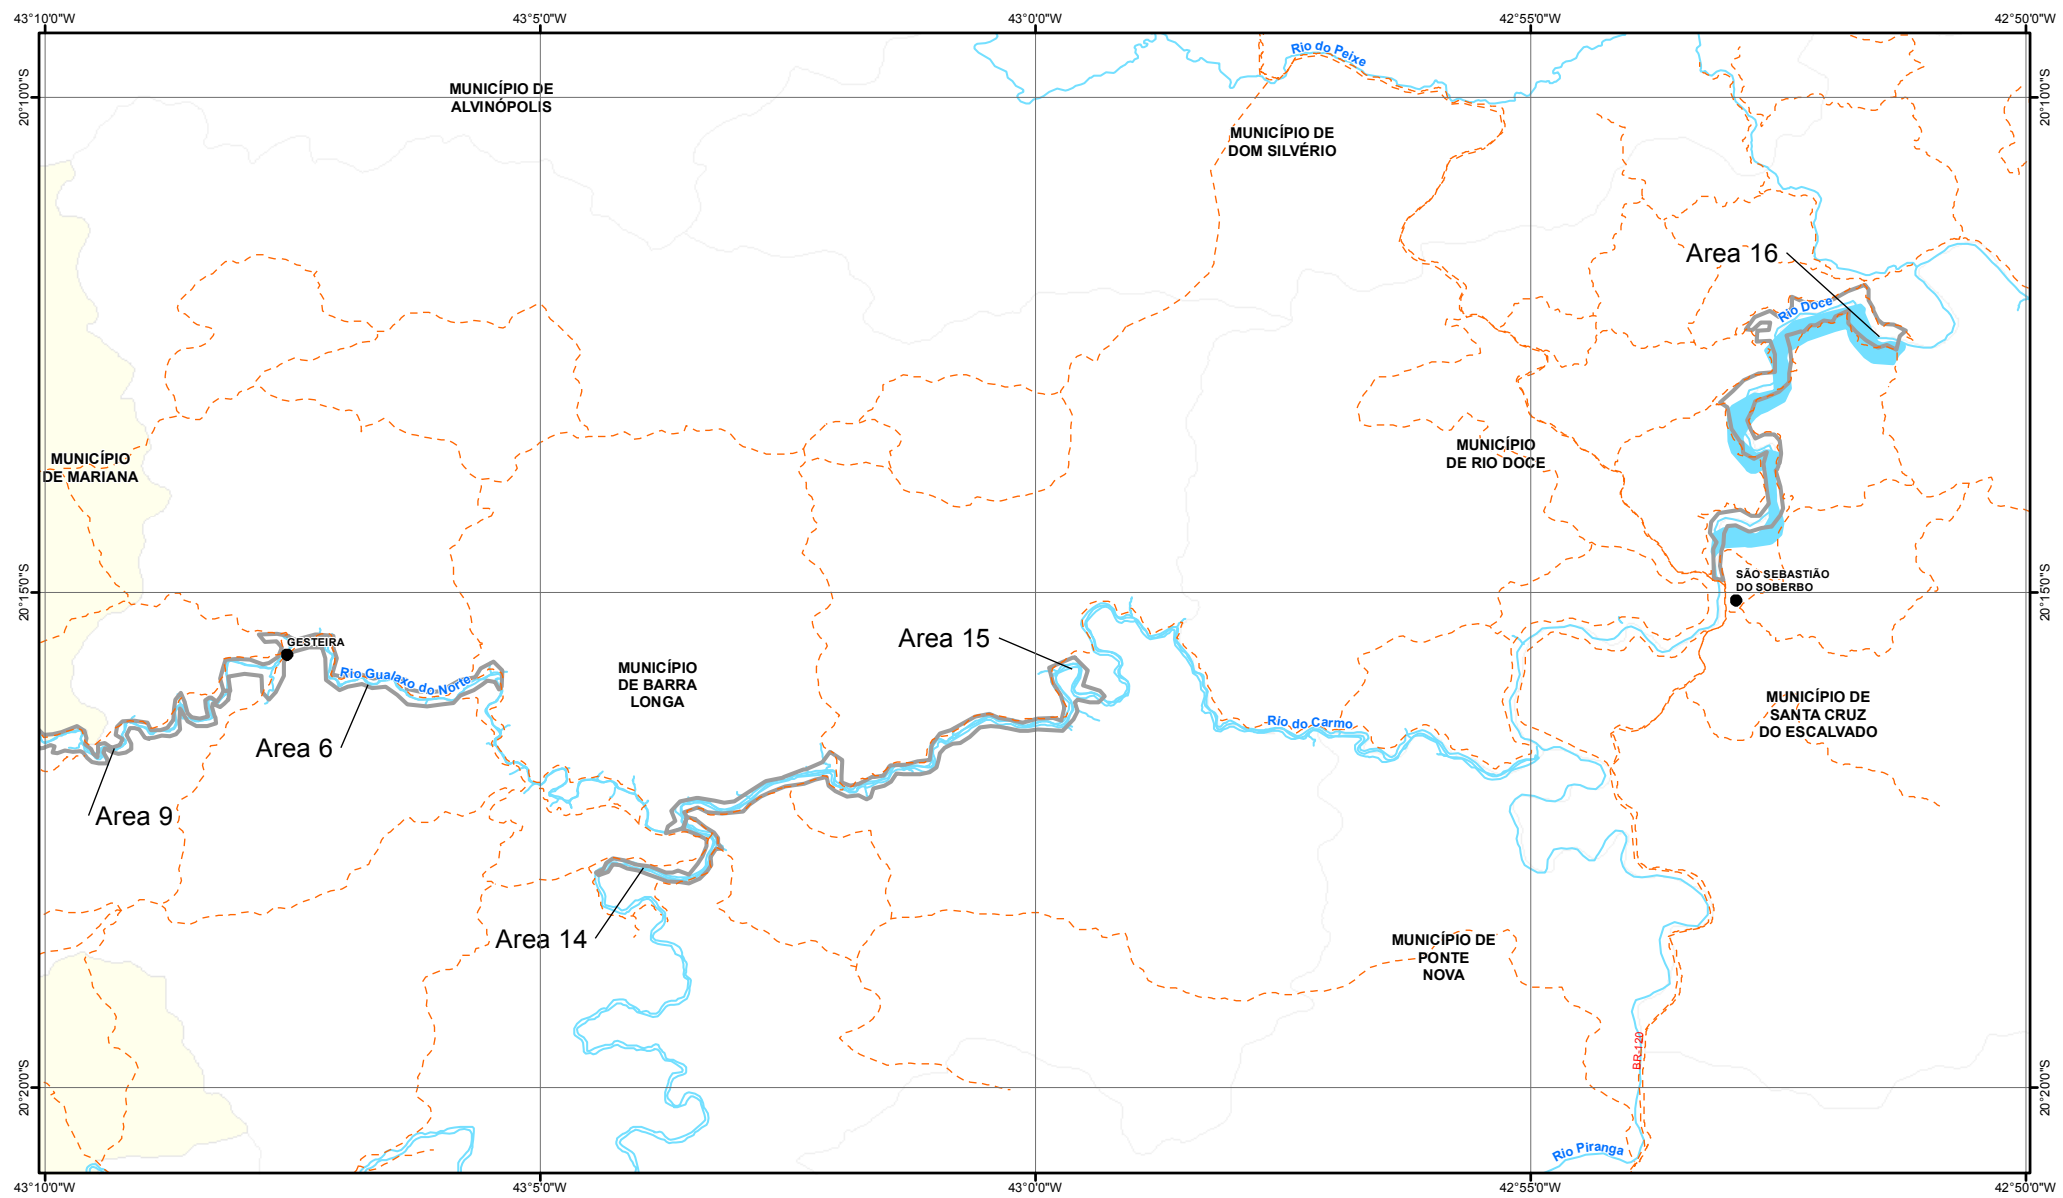 43°10'0"W
43°5'0"W
43°0'0"W
42°55'0"W
42°50'0"W
Rio do Peixe
MUNICÍPIO DE
ALVINÓPOLIS
20°10'0"S
20°10'0"S
MUNICÍPIO DE
DOM SILVÉRIO
Area 16
Rio Doce
MUNICÍPIO
DE RIO DOCE
MUNICÍPIO
DE MARIANA
SÃO SEBASTIÃO
DO SOBERBO
20°15'0"S
20°15'0"S
GESTEIRA
Area 15
Rio Gualaxo do Norte
MUNICÍPIO
DE BARRA
LONGA
MUNICÍPIO DE
SANTA CRUZ
DO ESCALVADO
Rio do Carmo
Area 6
Area 9
Area 14
MUNICÍPIO DE
PONTE
NOVA
BR-120
20°20'0"S
20°20'0"S
Rio Piranga
43°10'0"W
43°5'0"W
43°0'0"W
42°55'0"W
42°50'0"W